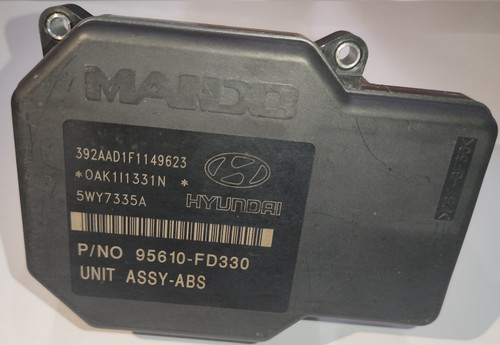 MANDO
392AAD1F1149623
*OAK1I1331N *
5WY7335A
HYUNDAI
P/NO 95610-FD330
UNIT ASSY-ABS